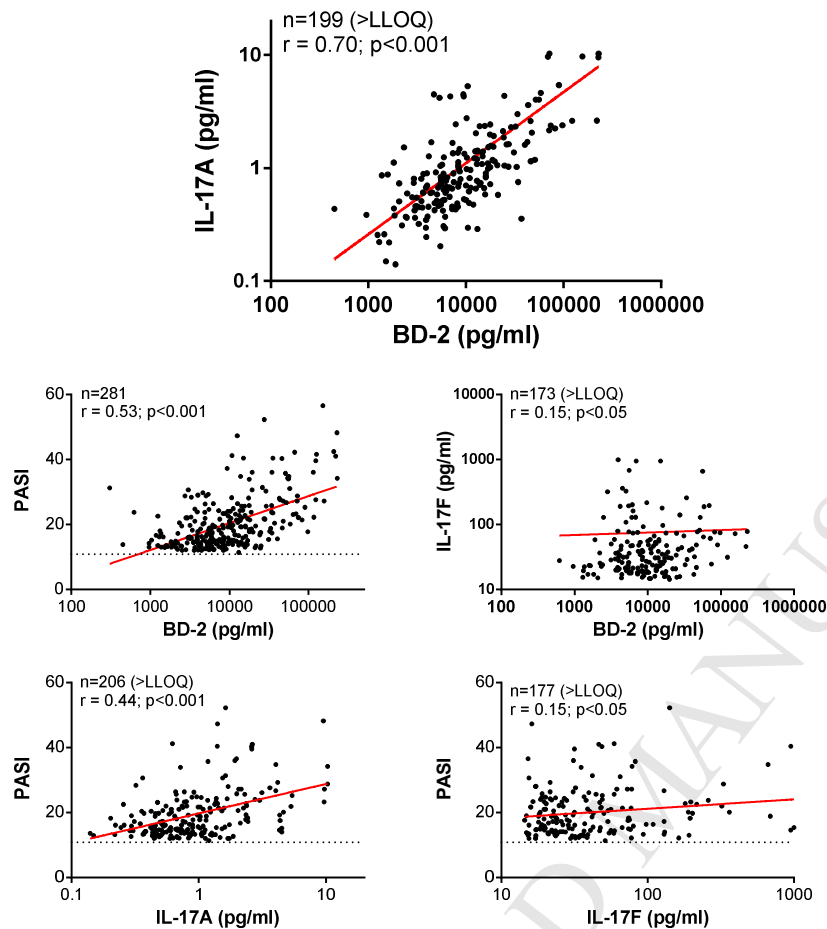 n=199 (>LLOQ)
r = 0.70; p<0.001
IL-17A (pg/ml)
10
1
0.1
100
1000
10000
100000
1000000
BD-2 (pg/ml)
n=281
r = 0.53; p<0.001
PASI
60
40
20
0
100
1000
10000
100000
BD-2 (pg/ml)
n=173 (>LLOQ)
r = 0.15; p<0.05
IL-17F (pg/ml)
10000
1000
100
10
100
1000
10000
100000
1000000
BD-2 (pg/ml)
n=206 (>LLOQ)
r = 0.44; p<0.001
PASI
60
40
20
0
0.1
1
10
IL-17A (pg/ml)
n=177 (>LLOQ)
r = 0.15; p<0.05
PASI
60
40
20
0
10
100
1000
IL-17F (pg/ml)
D MANUS